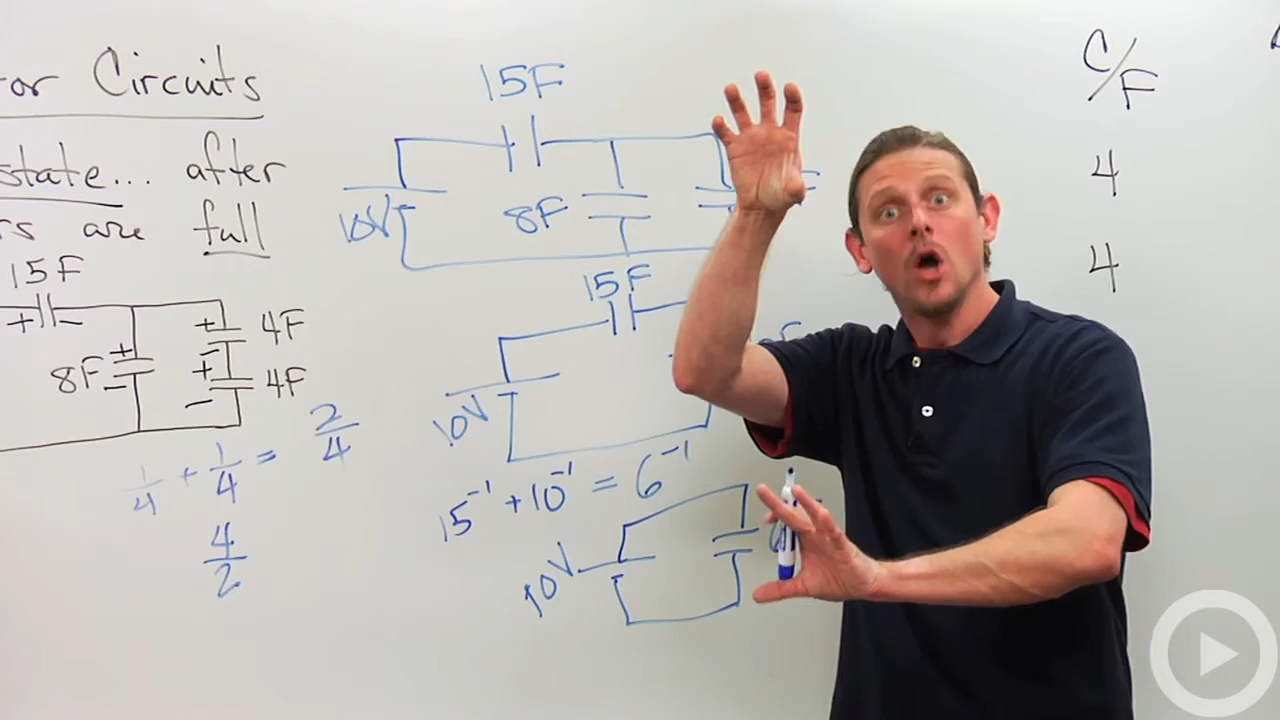 or Circuits
state... after
rs are full
15F
+ -
8F + -
+ 4F
-
+ 4F
-
1/4 + 1/4 = 2/4
4/2
15F
10V
8F
15F
10V
15⁻¹ + 10⁻¹ = 6⁻¹
10V
C/F
4
4